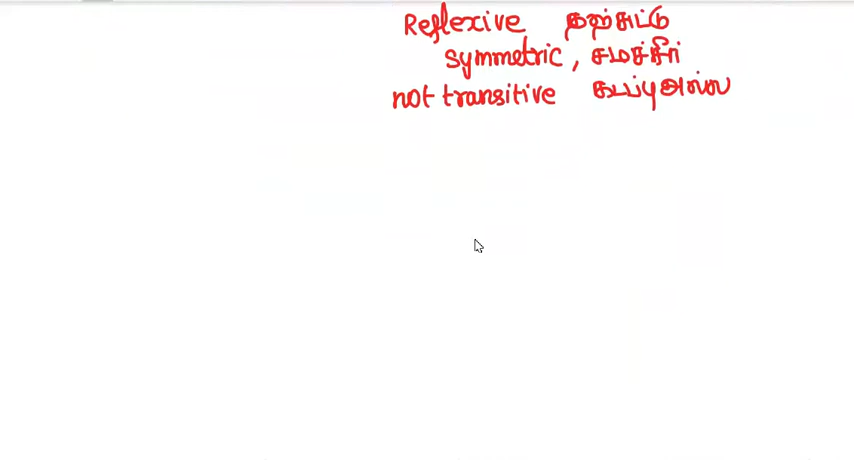 Reflexive தற்சுட்டு
symmetric, சமச்சீர்
not transitive கடப்பு அல்ல